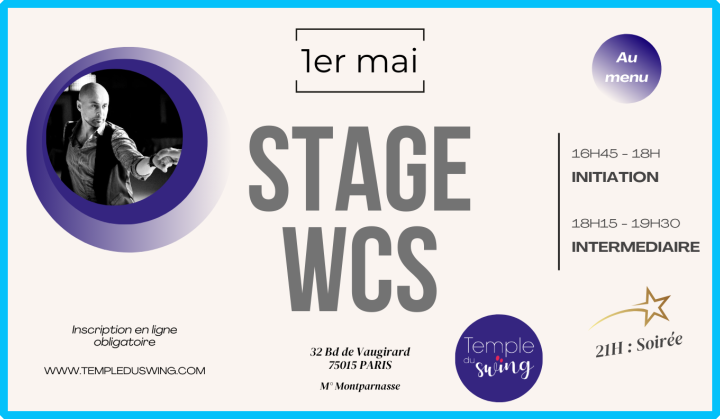 1er mai
Au
menu
STAGE
WCS
16H45 - 18H
INITIATION
18H15 - 19H30
INTERMEDIAIRE
Inscription en ligne
obligatoire
WWW.TEMPLEDUSWING.COM
32 Bd de Vaugirard
75015 PARIS
M° Montparnasse
Temple
du
swing
21H : Soirée